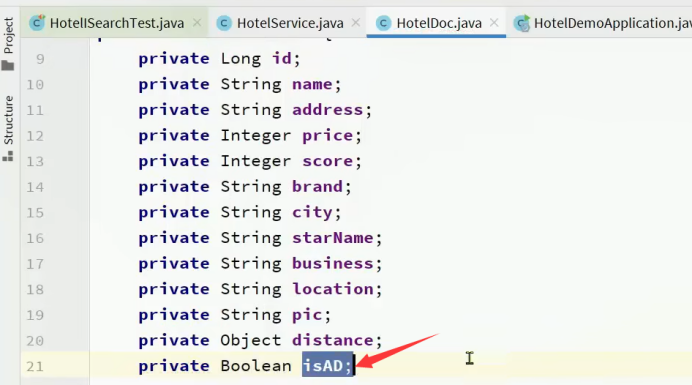 HotelISearchTest.java
HotelService.java
HotelDoc.java
HotelDemoApplication.jav
Project
Structure
9 private Long id;
10 private String name;
11 private String address;
12 private Integer price;
13 private Integer score;
14 private String brand;
15 private String city;
16 private String starName;
17 private String business;
18 private String location;
19 private String pic;
20 private Object distance;
21 private Boolean isAD;